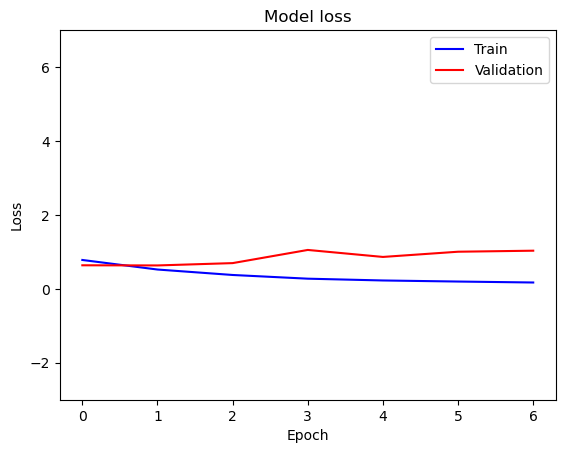 Model loss
Train
Validation
6
4
2
0
−2
Loss
0 1 2 3 4 5 6
Epoch